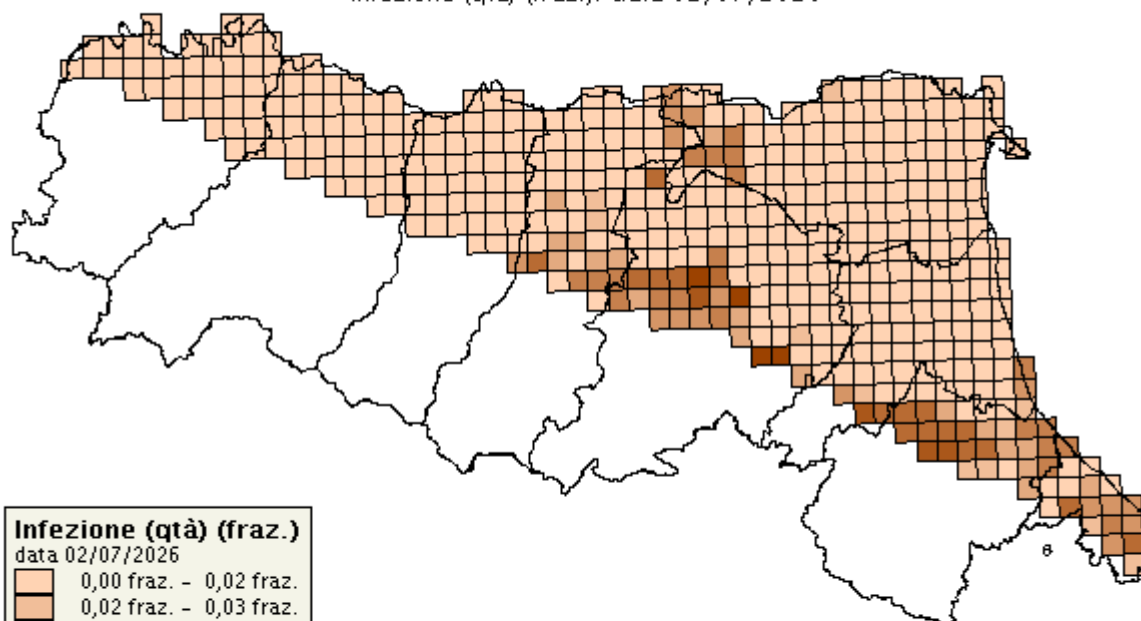 Infezione (qtà) (fraz.)
data 02/07/2026
0,00 fraz. - 0,02 fraz.
0,02 fraz. - 0,03 fraz.